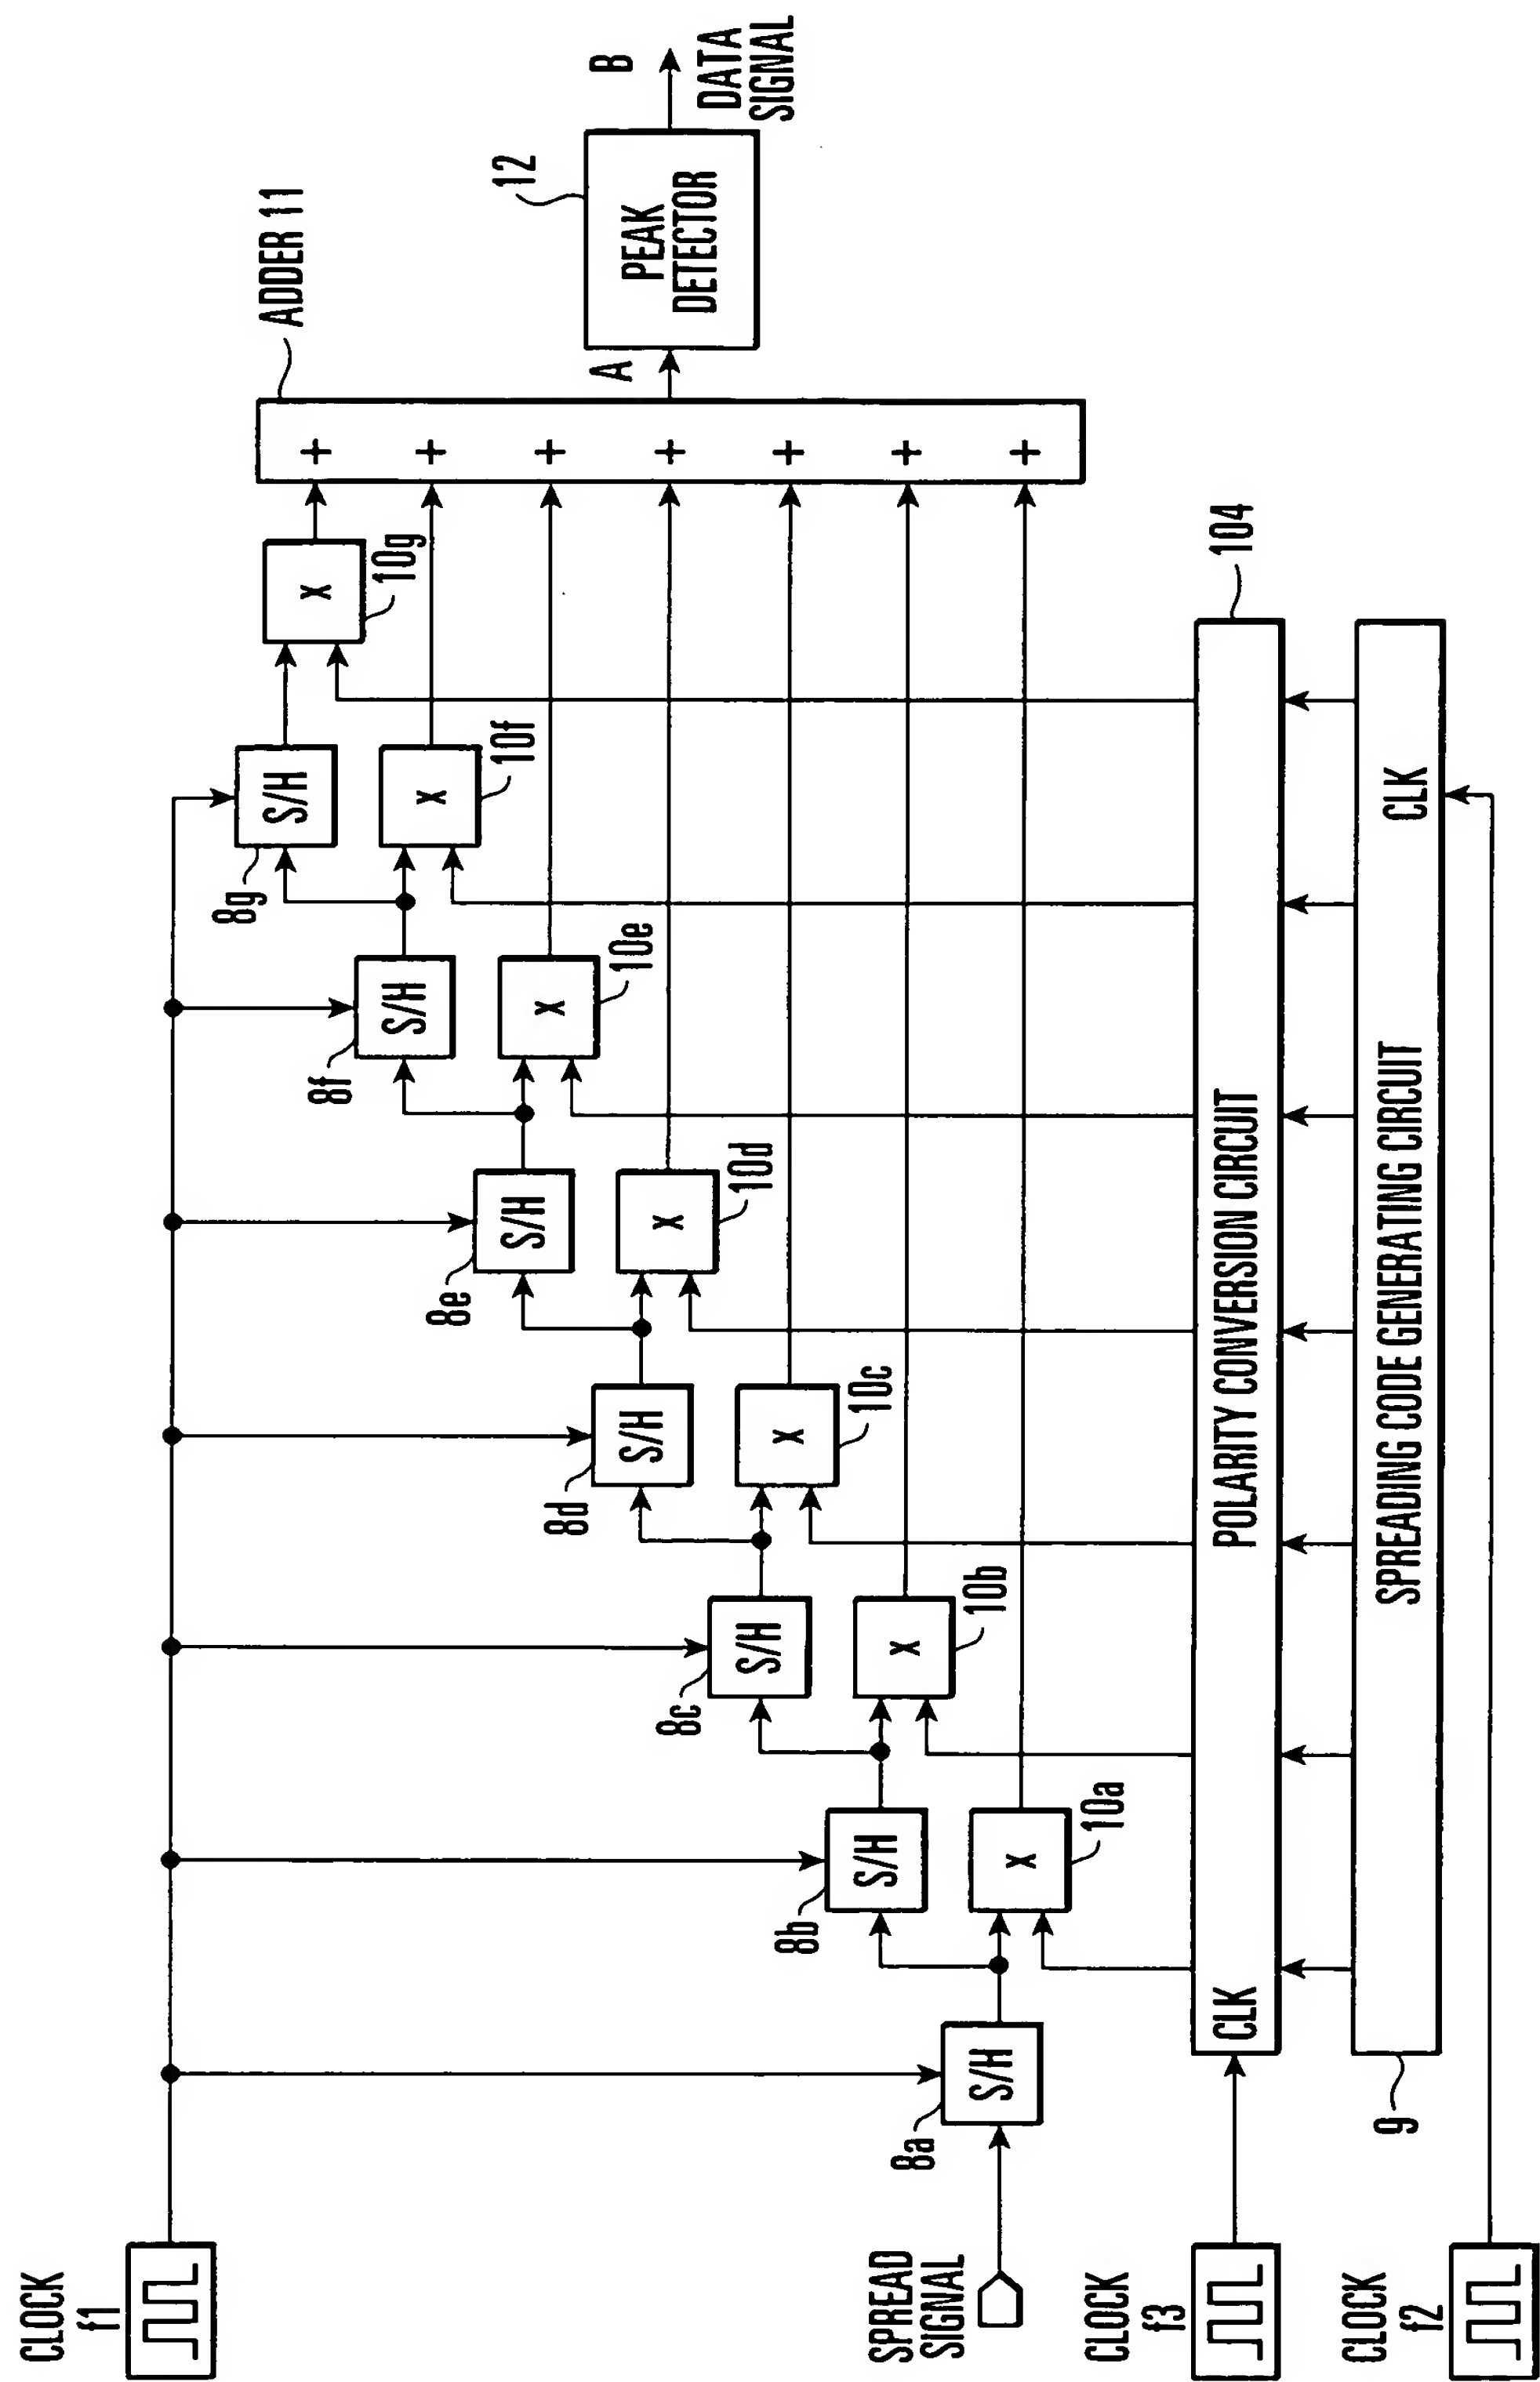 CLOCK
f1
SPREAD
SIGNAL
CLOCK
f3
CLOCK
f2
8a
S/H
8b
S/H
8c
S/H
8d
S/H
8e
S/H
8f
S/H
8g
S/H
X
10a
X
10b
X
10c
X
10d
X
10e
X
10f
X
10g
ADDER 11
+
+
+
+
+
+
+
A
12
PEAK
DETECTOR
B
DATA
SIGNAL
CLK
POLARITY CONVERSION CIRCUIT
104
9
SPREADING CODE GENERATING CIRCUIT
CLK